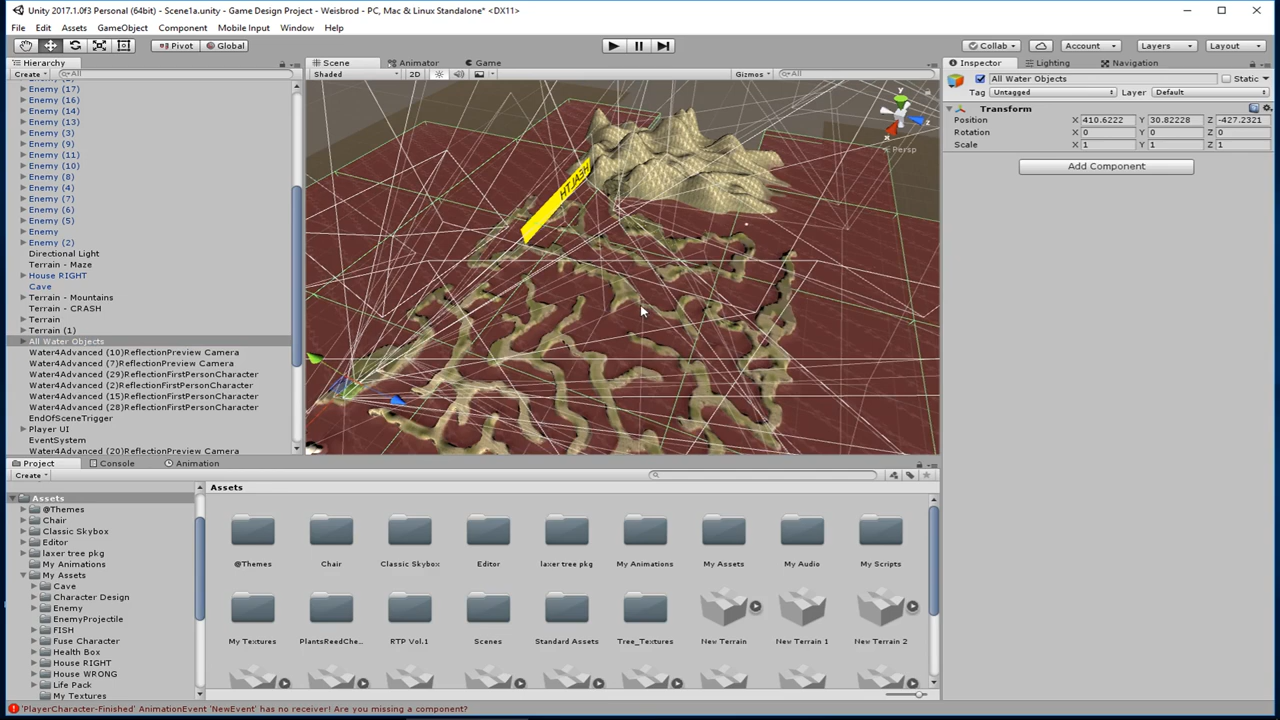 Unity 2017.1.0f3 Personal (64bit) - Scene1a.unity - Game Design Project - Weisbrod - PC, Mac & Linux Standalone* <DX11>
File Edit Assets GameObject Component Mobile Input Window Help
Pivot Global Collab Account Layers Layout
Hierarchy
Create All
Enemy (17)
Enemy (16)
Enemy (14)
Enemy (13)
Enemy (3)
Enemy (9)
Enemy (11)
Enemy (10)
Enemy (8)
Enemy (4)
Enemy (7)
Enemy (6)
Enemy (5)
Enemy
Enemy (2)
Directional Light
Terrain - Maze
House RIGHT
Cave
Terrain - Mountains
Terrain - CRASH
Terrain
Terrain (1)
All Water Objects
Water4Advanced (10)ReflectionPreview Camera
Water4Advanced (7)ReflectionPreview Camera
Water4Advanced (29)ReflectionFirstPersonCharacter
Water4Advanced (2)ReflectionFirstPersonCharacter
Water4Advanced (15)ReflectionFirstPersonCharacter
Water4Advanced (28)ReflectionFirstPersonCharacter
EndOfSceneTrigger
Player UI
EventSystem
Water4Advanced (20)ReflectionPreview Camera
Scene Animator Game
Shaded 2D Gizmos All
y
z
x
Persp
HEALTH
Inspector Lighting Navigation
All Water Objects Static
Tag Untagged Layer Default
Transform
Position X 410.6222 Y 30.82228 Z -427.2321
Rotation X 0 Y 0 Z 0
Scale X 1 Y 1 Z 1
Add Component
Project Console Animation
Create
Assets
@Themes
Chair
Classic Skybox
Editor
laxer tree pkg
My Animations
My Assets
Cave
Character Design
Enemy
EnemyProjectile
FISH
Fuse Character
Health Box
House RIGHT
House WRONG
Life Pack
My Textures
Assets
@Themes Chair Classic Skybox Editor laxer tree pkg My Animations My Assets My Audio My Scripts
My Textures PlantsReedChe... RTP Vol.1 Scenes Standard Assets Tree_Textures New Terrain New Terrain 1 New Terrain 2
'PlayerCharacter-Finished' AnimationEvent 'NewEvent' has no receiver! Are you missing a component?